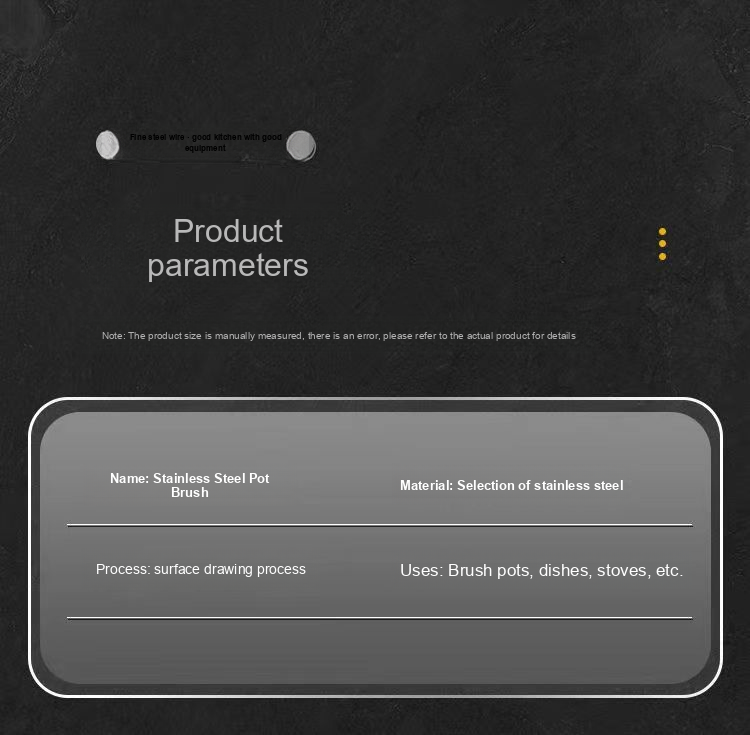 Fine steel wire - good kitchen with good
equipment
Product
parameters
Note: The product size is manually measured, there is an error, please refer to the actual product for details
Name: Stainless Steel Pot
Brush
Material: Selection of stainless steel
Process: surface drawing process
Uses: Brush pots, dishes, stoves, etc.